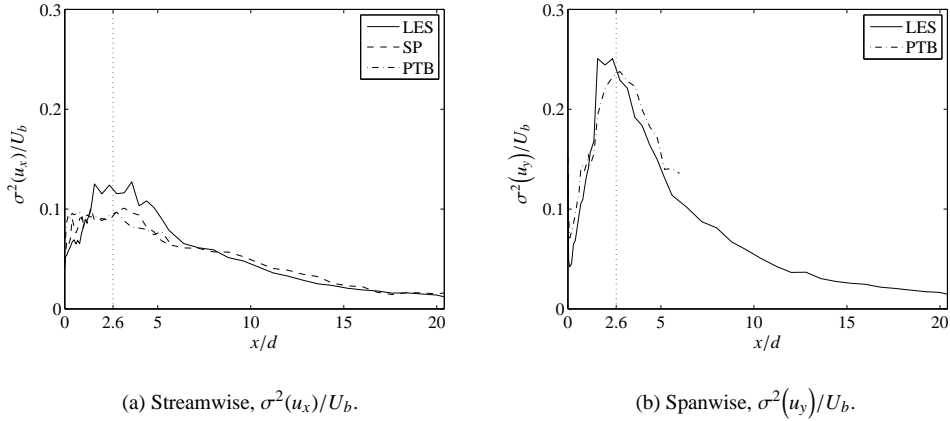 0.3
0.2
0.1
0
σ²(uₓ)/U_b
LES
SP
PTB
0 2.6 5 10 15 20
x/d
(a) Streamwise, σ²(uₓ)/U_b.
0.3
0.2
0.1
0
σ²(u_y)/U_b
LES
PTB
0 2.6 5 10 15 20
x/d
(b) Spanwise, σ²(u_y)/U_b.